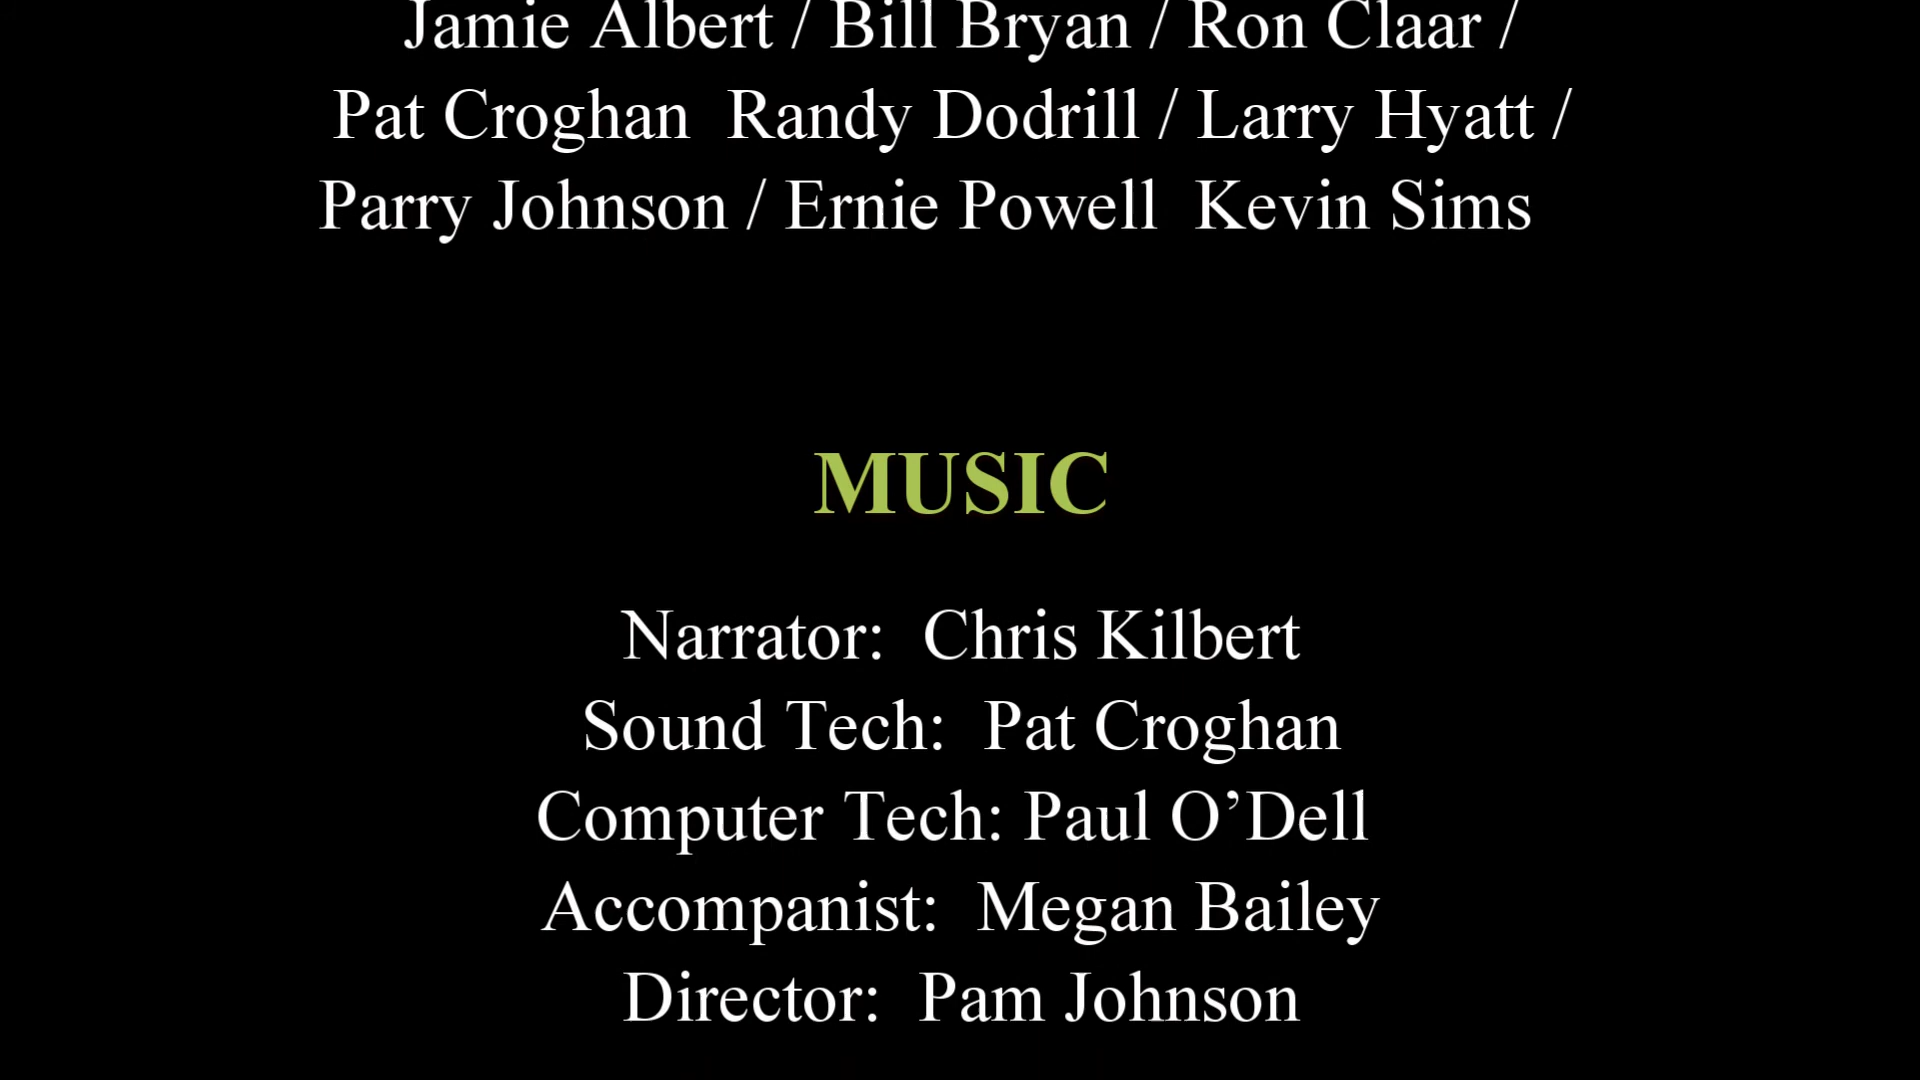 Jamie Albert / Bill Bryan / Ron Claar /
Pat Croghan  Randy Dodrill / Larry Hyatt /
Parry Johnson / Ernie Powell  Kevin Sims
MUSIC
Narrator:  Chris Kilbert
Sound Tech:  Pat Croghan
Computer Tech: Paul O’Dell
Accompanist:  Megan Bailey
Director:  Pam Johnson